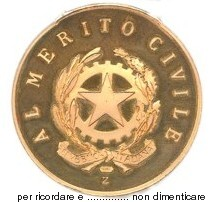 AL MERITO CIVILE
Z
per ricordare e .............. non dimenticare